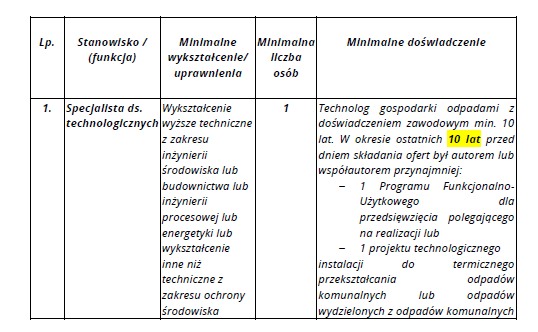 Lp.
Stanowisko /
(funkcja)
Minimalne
wykształcenie/
uprawnienia
Minimalna
liczba
osób
Minimalne doświadczenie
1.
Specjalista ds.
technologicznych
Wykształcenie
wyższe techniczne
z zakresu
inżynierii
środowiska lub
budownictwa lub
inżynierii
procesowej lub
energetyki lub
wykształcenie
inne niż
techniczne z
zakresu ochrony
środowiska
1
Technolog gospodarki odpadami z
doświadczeniem zawodowym min. 10
lat. W okresie ostatnich 10 lat przed
dniem składania ofert był autorem lub
współautorem przynajmniej:
– 1 Programu Funkcjonalno-
Użytkowego dla
przedsięwzięcia polegającego
na realizacji lub
– 1 projektu technologicznego
instalacji do termicznego
przekształcania odpadów
komunalnych lub odpadów
wydzielonych z odpadów komunalnych